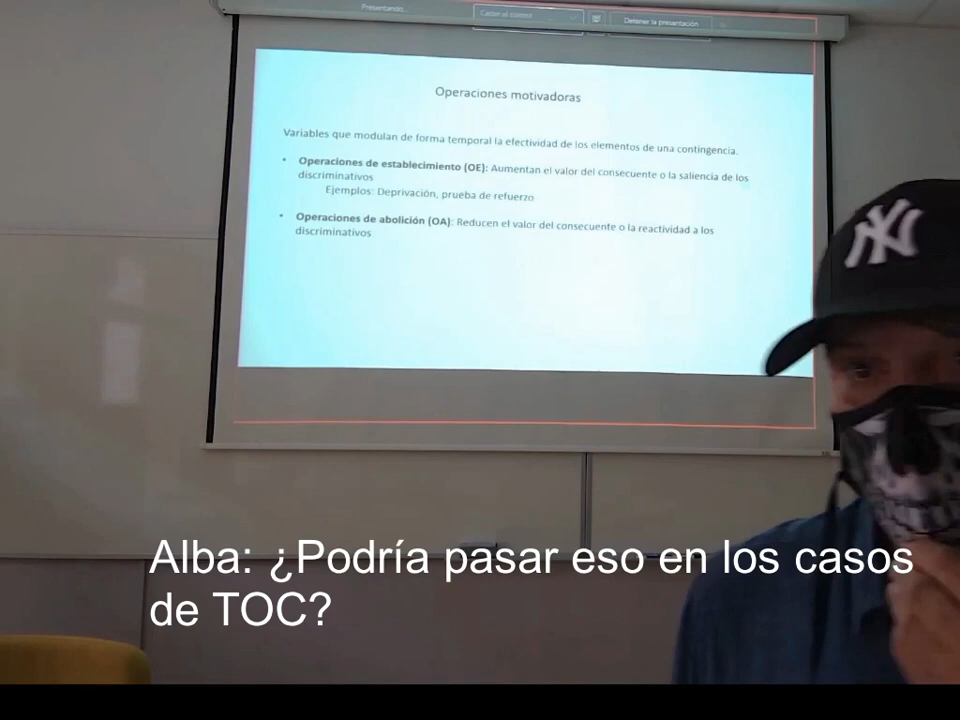 Presentando...
Detener la presentación
Operaciones motivadoras
Variables que modulan de forma temporal la efectividad de los elementos de una contingencia.
• Operaciones de establecimiento (OE): Aumentan el valor del consecuente o la saliencia de los
discriminativos
Ejemplos: Deprivación, prueba de refuerzo
• Operaciones de abolición (OA): Reducen el valor del consecuente o la reactividad a los
discriminativos
NY
Alba: ¿Podría pasar eso en los casos
de TOC?